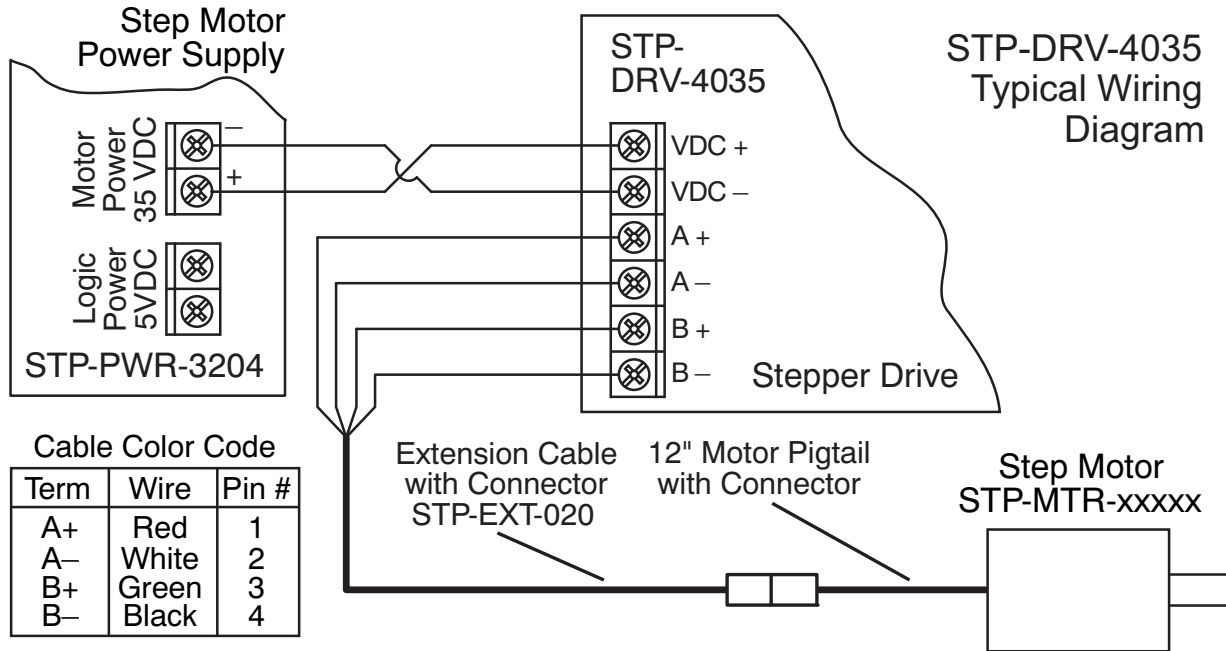 Step Motor
Power Supply
Motor
Power
35 VDC
–
+
Logic
Power
5VDC
STP-PWR-3204
STP-
DRV-4035
VDC +
VDC –
A +
A –
B +
B –
Stepper Drive
STP-DRV-4035
Typical Wiring
Diagram
Cable Color Code
Term Wire Pin #
A+ Red 1
A– White 2
B+ Green 3
B– Black 4
Extension Cable
with Connector
STP-EXT-020
12" Motor Pigtail
with Connector
Step Motor
STP-MTR-xxxxx